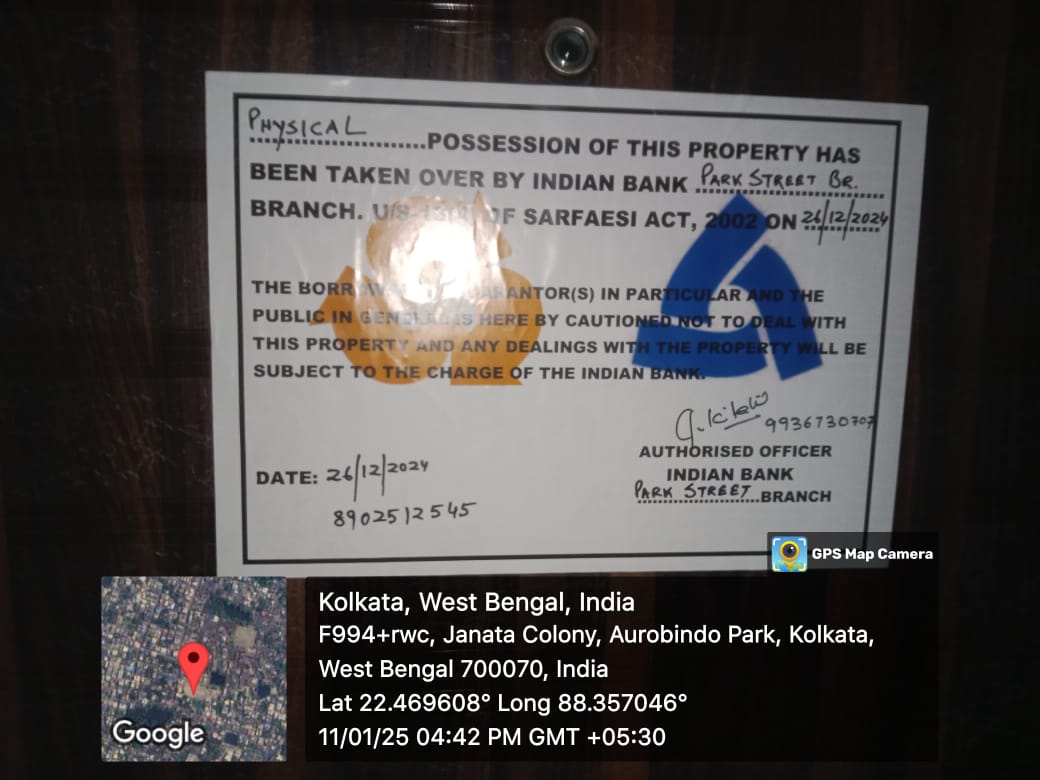 PHYSICAL ..................POSSESSION OF THIS PROPERTY HAS
BEEN TAKEN OVER BY INDIAN BANK PARK STREET BR.
BRANCH. U/S-13(4) OF SARFAESI ACT, 2002 ON 26/12/2024
THE AND GUARANTOR(S) IN PARTICULAR AND THE
PUBLIC IN GENERAL IS HERE BY CAUTIONED NOT TO DEAL WITH
THIS PROPERTY AND ANY DEALINGS WITH THE PROPERTY WILL BE
SUBJECT TO THE CHARGE OF THE INDIAN BANK.
9936730707
AUTHORISED OFFICER
INDIAN BANK
PARK STREET BRANCH
DATE: 26/12/2024
8902512545
GPS Map Camera
Kolkata, West Bengal, India
F994+rwc, Janata Colony, Aurobindo Park, Kolkata,
West Bengal 700070, India
Lat 22.469608° Long 88.357046°
11/01/25 04:42 PM GMT +05:30
Google